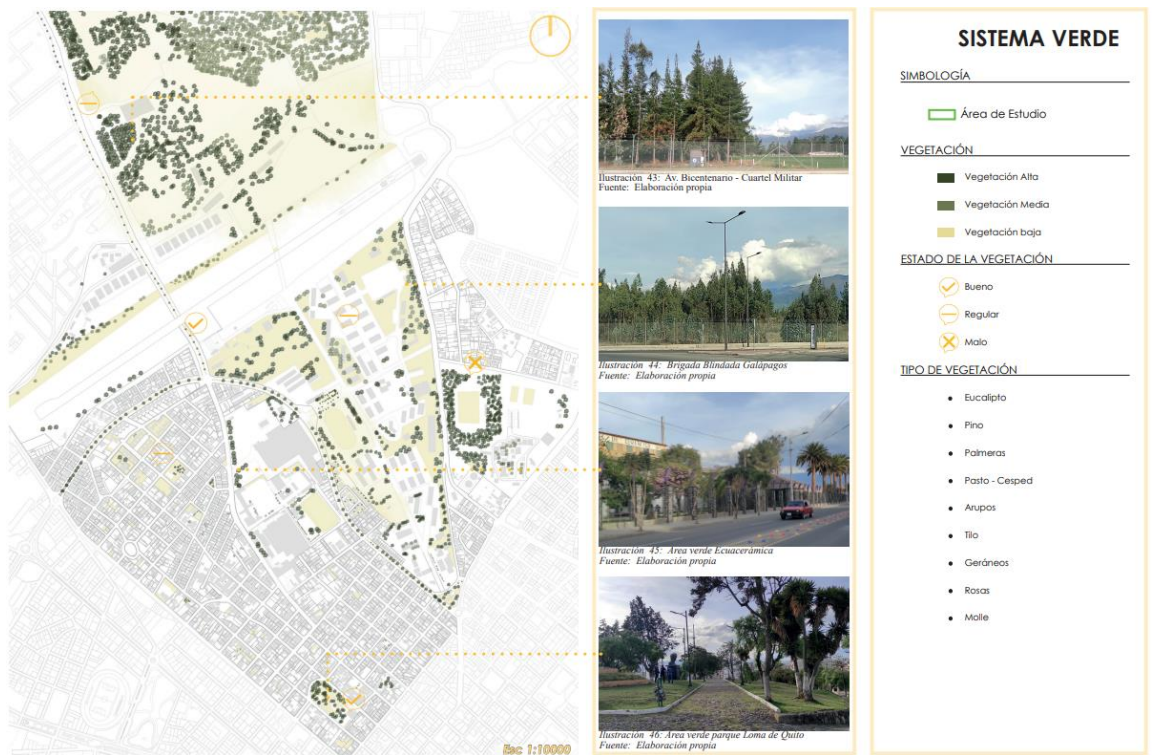 Esc 1:10000
Ilustración 43: Av. Bicentenario - Cuartel Militar
Fuente: Elaboración propia
Ilustración 44: Brigada Blindada Galápagos
Fuente: Elaboración propia
Ilustración 45: Area verde Ecuacerámica
Fuente: Elaboración propia
Ilustración 46: Area verde parque Loma de Quito
Fuente: Elaboración propia
SISTEMA VERDE
SIMBOLOGÍA
Área de Estudio
VEGETACIÓN
Vegetación Alta
Vegetación Media
Vegetación baja
ESTADO DE LA VEGETACIÓN
Bueno
Regular
Malo
TIPO DE VEGETACIÓN
• Eucalipto
• Pino
• Palmeras
• Pasto - Cesped
• Arupos
• Tilo
• Geráneos
• Rosas
• Molle